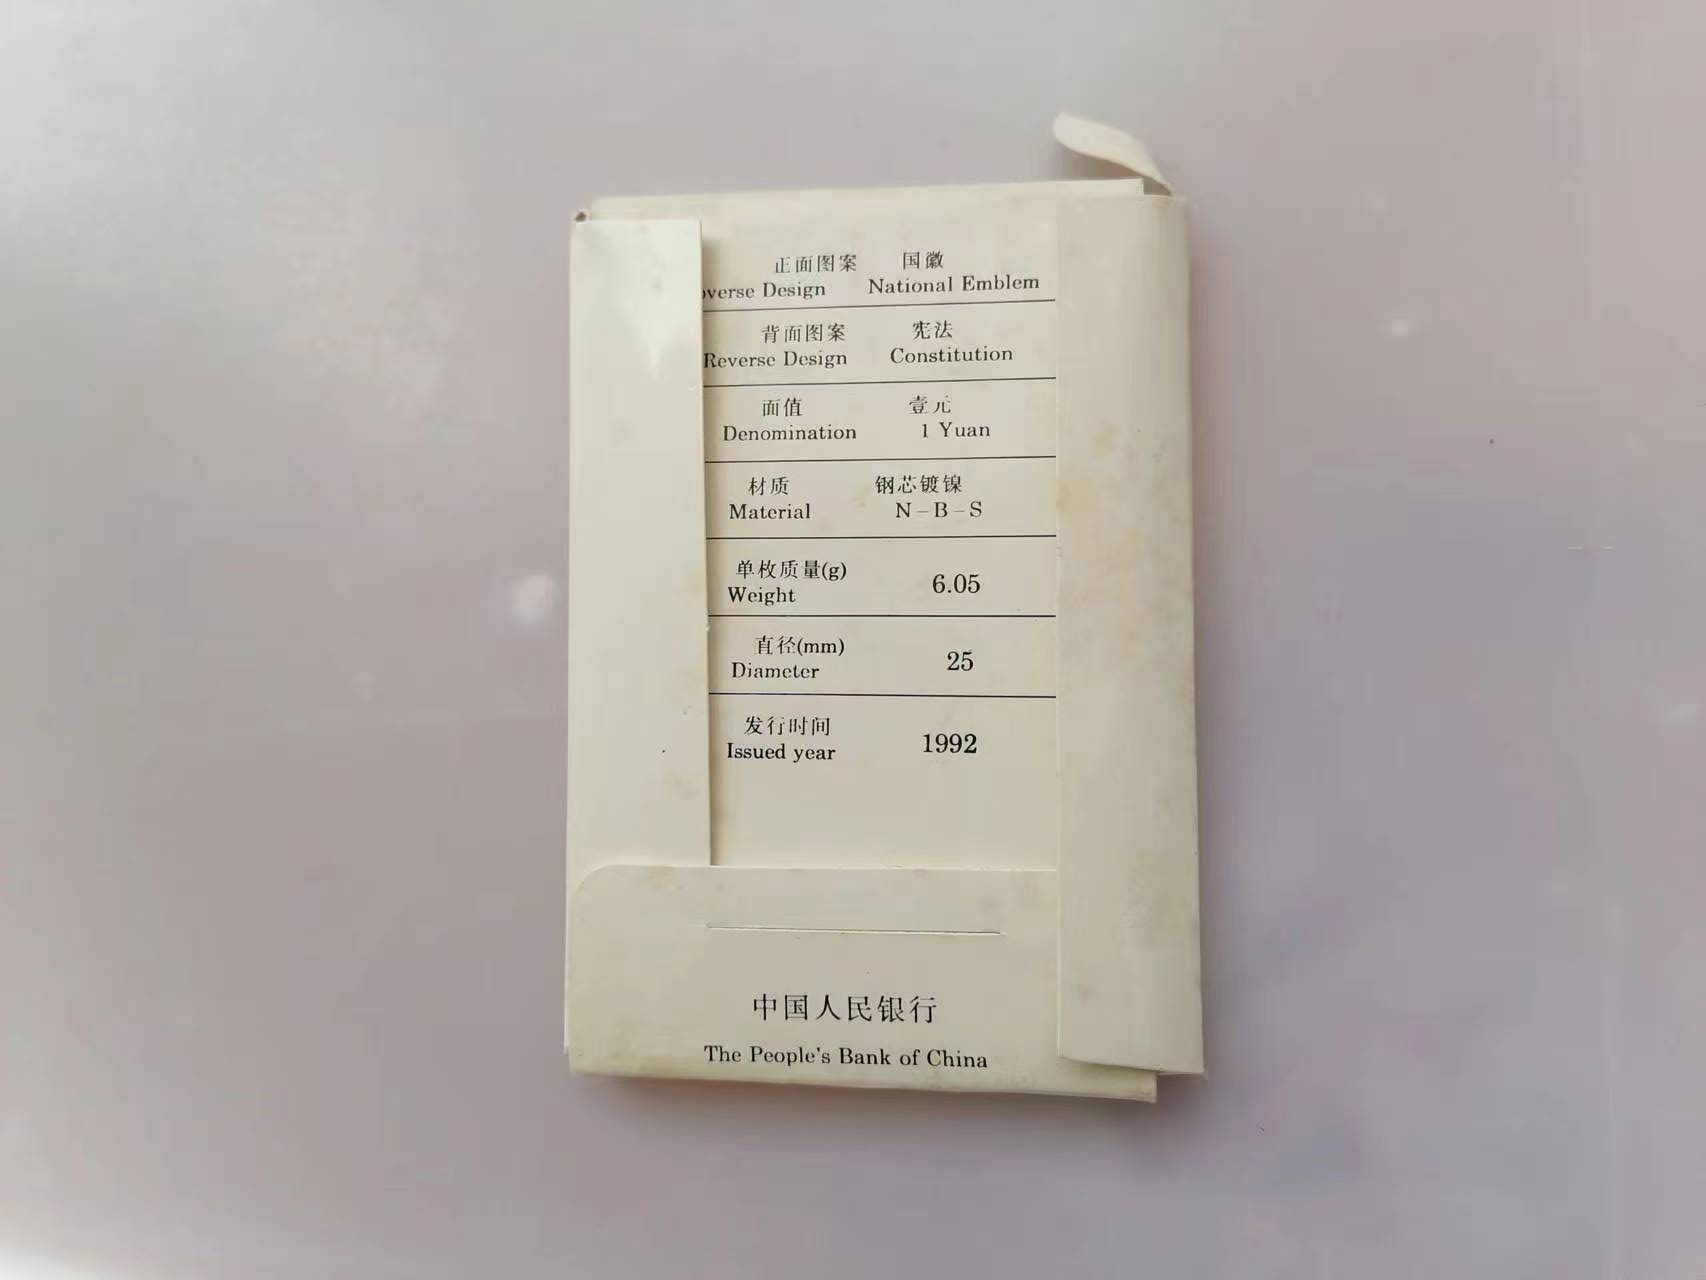 正面图案 国徽
overse Design National Emblem
背面图案 宪法
Reverse Design Constitution
面值 壹元
Denomination 1 Yuan
材质 钢芯镀镍
Material N-B-S
单枚质量(g)
Weight 6.05
直径(mm)
Diameter 25
发行时间
Issued year 1992
中国人民银行
The People's Bank of China